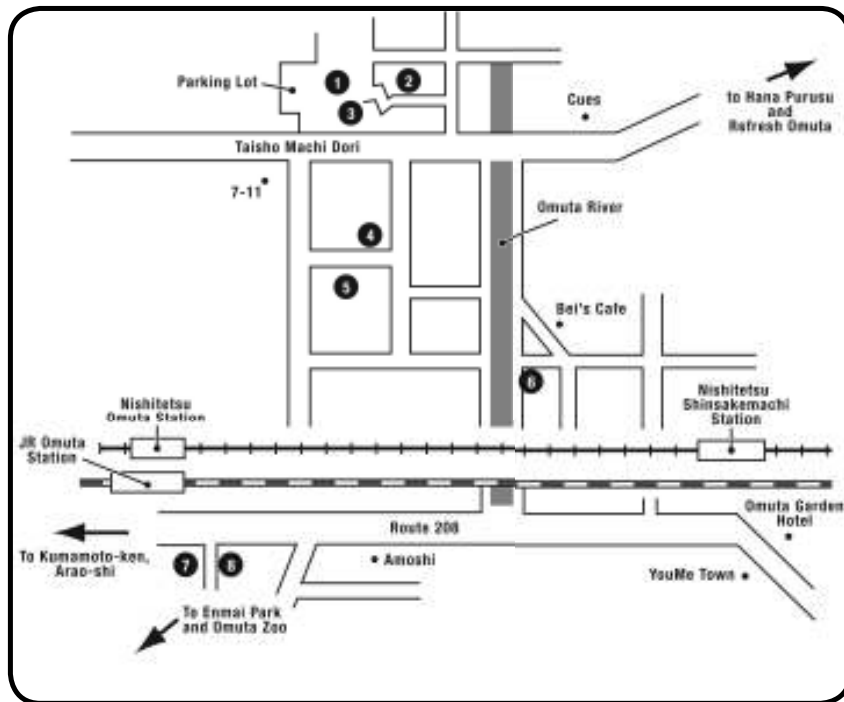 1
2
Parking Lot
3
Cues
to Hana Purusu
and
Refresh Omuta
Taisho Machi Dori
7-11
4
Omuta River
5
Bei's Cafe
6
Nishitetsu
Omuta Station
Nishitetsu
Shinsakemachi
Station
JR Omuta
Station
Omuta Garden
Hotel
Route 208
To Kumamoto-ken,
Arao-shi
7
8
Amoshi
YouMe Town
To Enmai Park
and Omuta Zoo